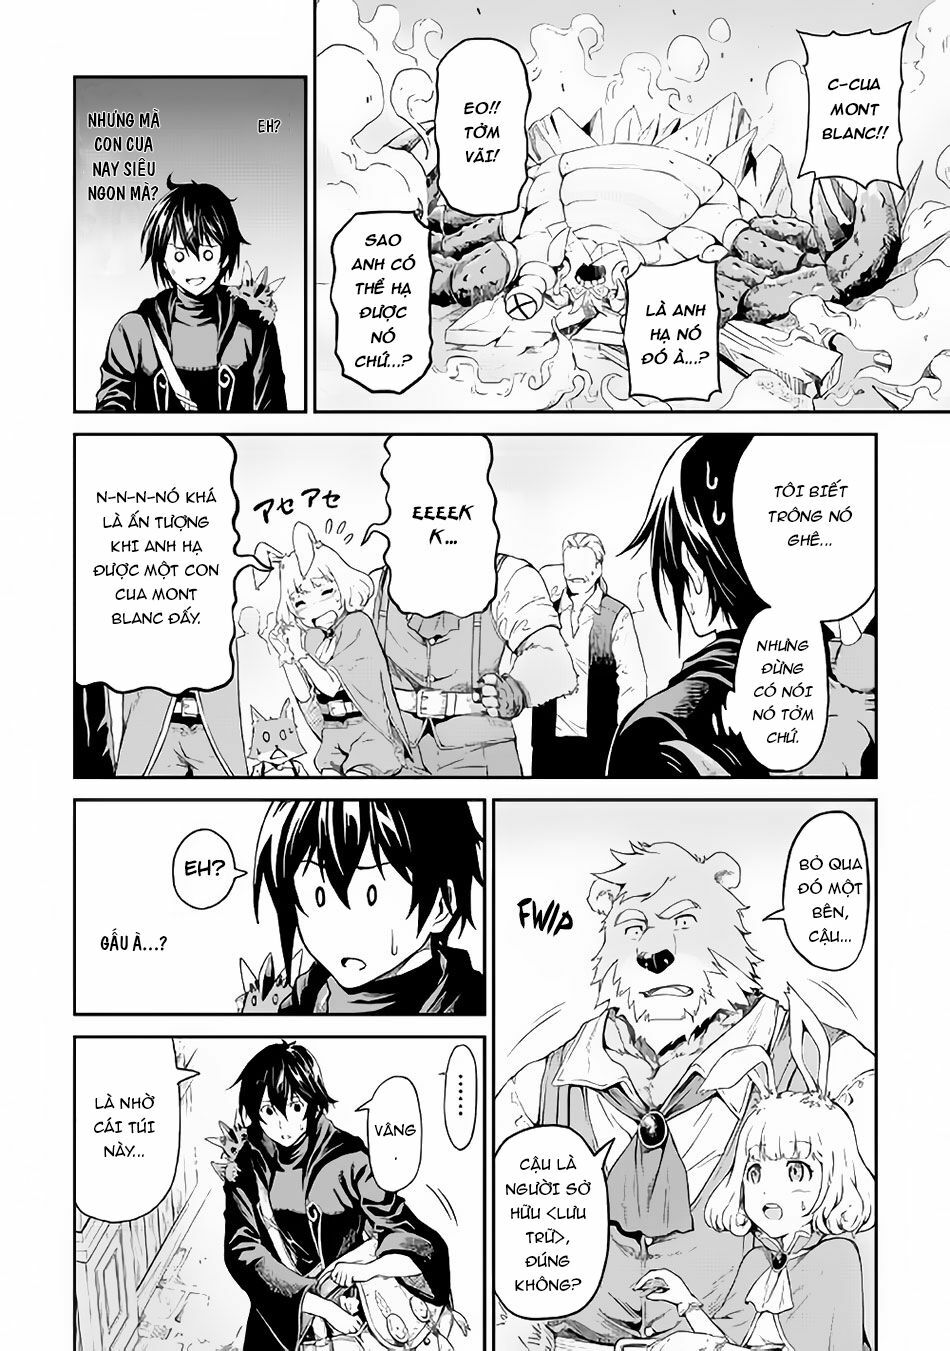 C-CUA
MONT
BLANC!!
EO!!
TỞM
VÃI!
LÀ ANH
HẠ NÓ
ĐÓ À...?
SAO
ANH CÓ
THỂ HẠ
ĐƯỢC
NÓ
CHỨ...?
EH?
NHƯNG MÀ
CON CUA
NAY SIÊU
NGON MÀ?
TÔI BIẾT
TRÔNG NÓ
GHÊ...
NHƯNG
ĐỪNG
CÓ NÓI
NÓ TỞM
CHỨ.
EEEEK
K...
アセアセ
N-N-N-NÓ KHÁ
LÀ ẤN TƯỢNG
KHI ANH HẠ
ĐƯỢC MỘT CON
CUA MONT
BLANC ĐẤY.
BỎ QUA
ĐÓ MỘT
BÊN,
CẬU...
FWIP
CẬU LÀ
NGƯỜI SỞ
HỮU <LƯU
TRỮ>,
ĐÚNG
KHÔNG?
EH?
GẤU À...?
......
VÂNG
LÀ NHỜ
CÁI TÚI
NÀY...